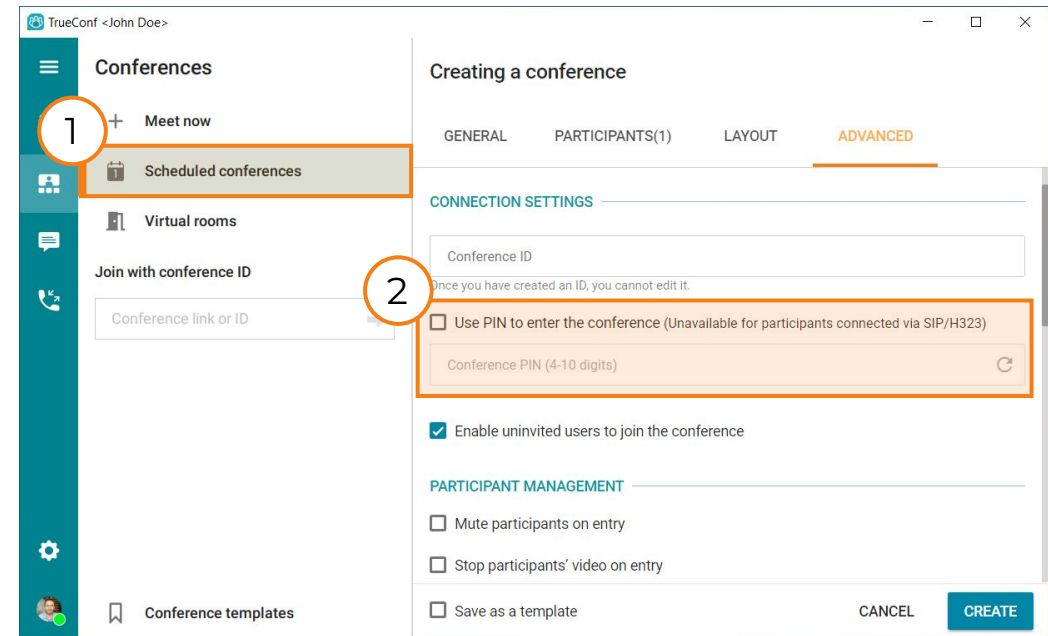 TrueConf <John Doe>
Conferences
1
Meet now
1
Scheduled conferences
Virtual rooms
Join with conference ID
Conference link or ID
Conference templates
Creating a conference
GENERAL PARTICIPANTS(1) LAYOUT ADVANCED
CONNECTION SETTINGS
Conference ID
Once you have created an ID, you cannot edit it.
2
Use PIN to enter the conference (Unavailable for participants connected via SIP/H323)
Conference PIN (4-10 digits)
Enable uninvited users to join the conference
PARTICIPANT MANAGEMENT
Mute participants on entry
Stop participants' video on entry
Save as a template
CANCEL CREATE